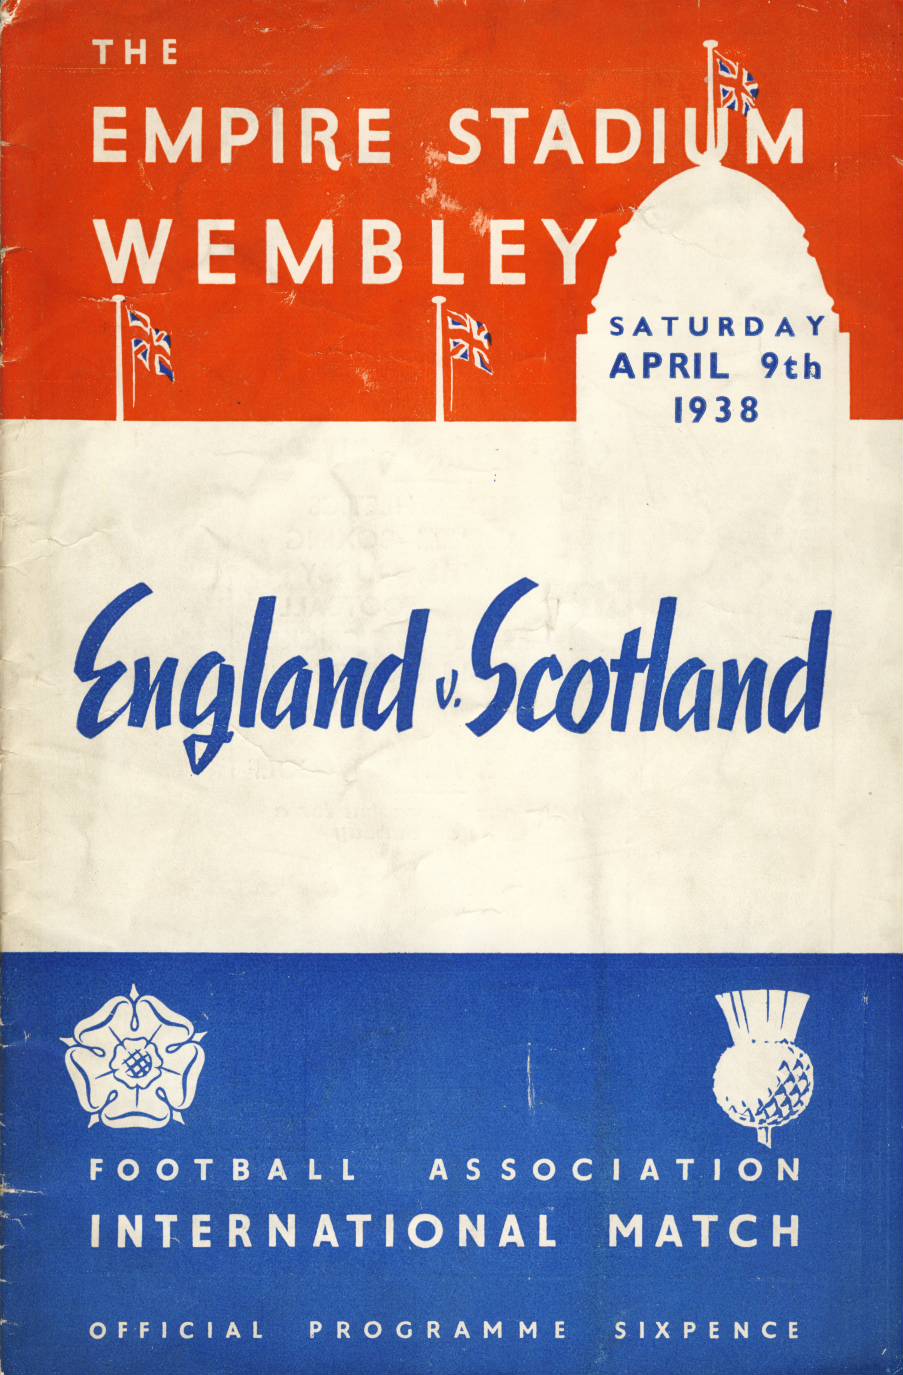 THE
EMPIRE STADIUM
WEMBLEY
SATURDAY
APRIL 9th
1938
England v. Scotland
FOOTBALL ASSOCIATION
INTERNATIONAL MATCH
OFFICIAL PROGRAMME SIXPENCE